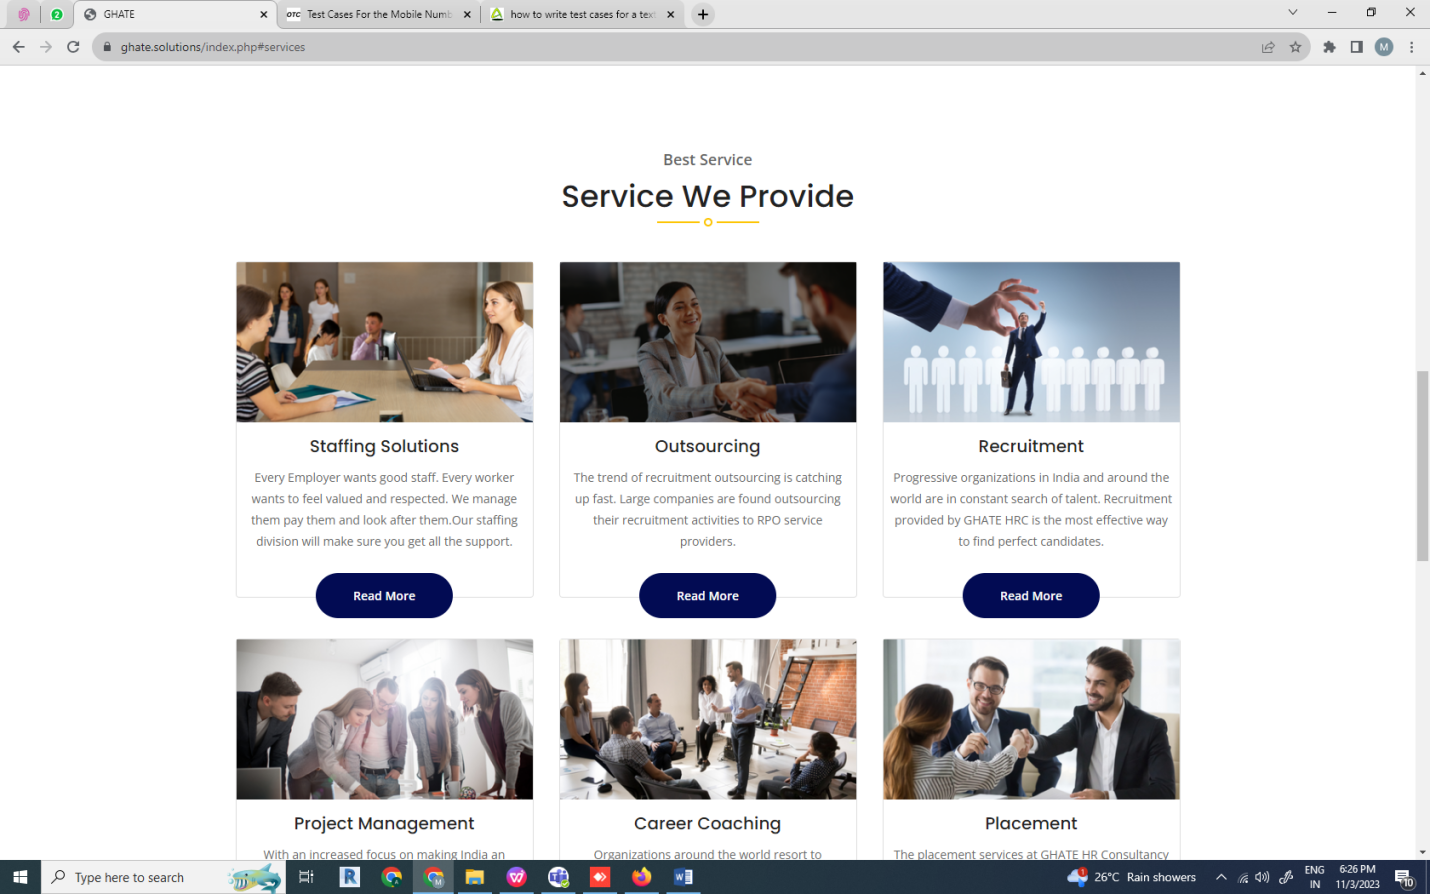 2
GHATE
OTC Test Cases For the Mobile Numb
how to write test cases for a tex
ghate.solutions/index.php#services
M
Best Service
Service We Provide
Staffing Solutions
Every Employer wants good staff. Every worker
wants to feel valued and respected. We manage
them pay them and look after them.Our staffing
division will make sure you get all the support.
Read More
Outsourcing
The trend of recruitment outsourcing is catching
up fast. Large companies are found outsourcing
their recruitment activities to RPO service
providers.
Read More
Recruitment
Progressive organizations in India and around the
world are in constant search of talent. Recruitment
provided by GHATE HRC is the most effective way
to find perfect candidates.
Read More
Project Management
With an increased focus on making India an
Career Coaching
Organizations around the world resort to
Placement
The placement services at GHATE HR Consultancy
Type here to search
R
M
W
T
W
1
26°C Rain showers
ENG
IN
6:26 PM
11/3/2023
10